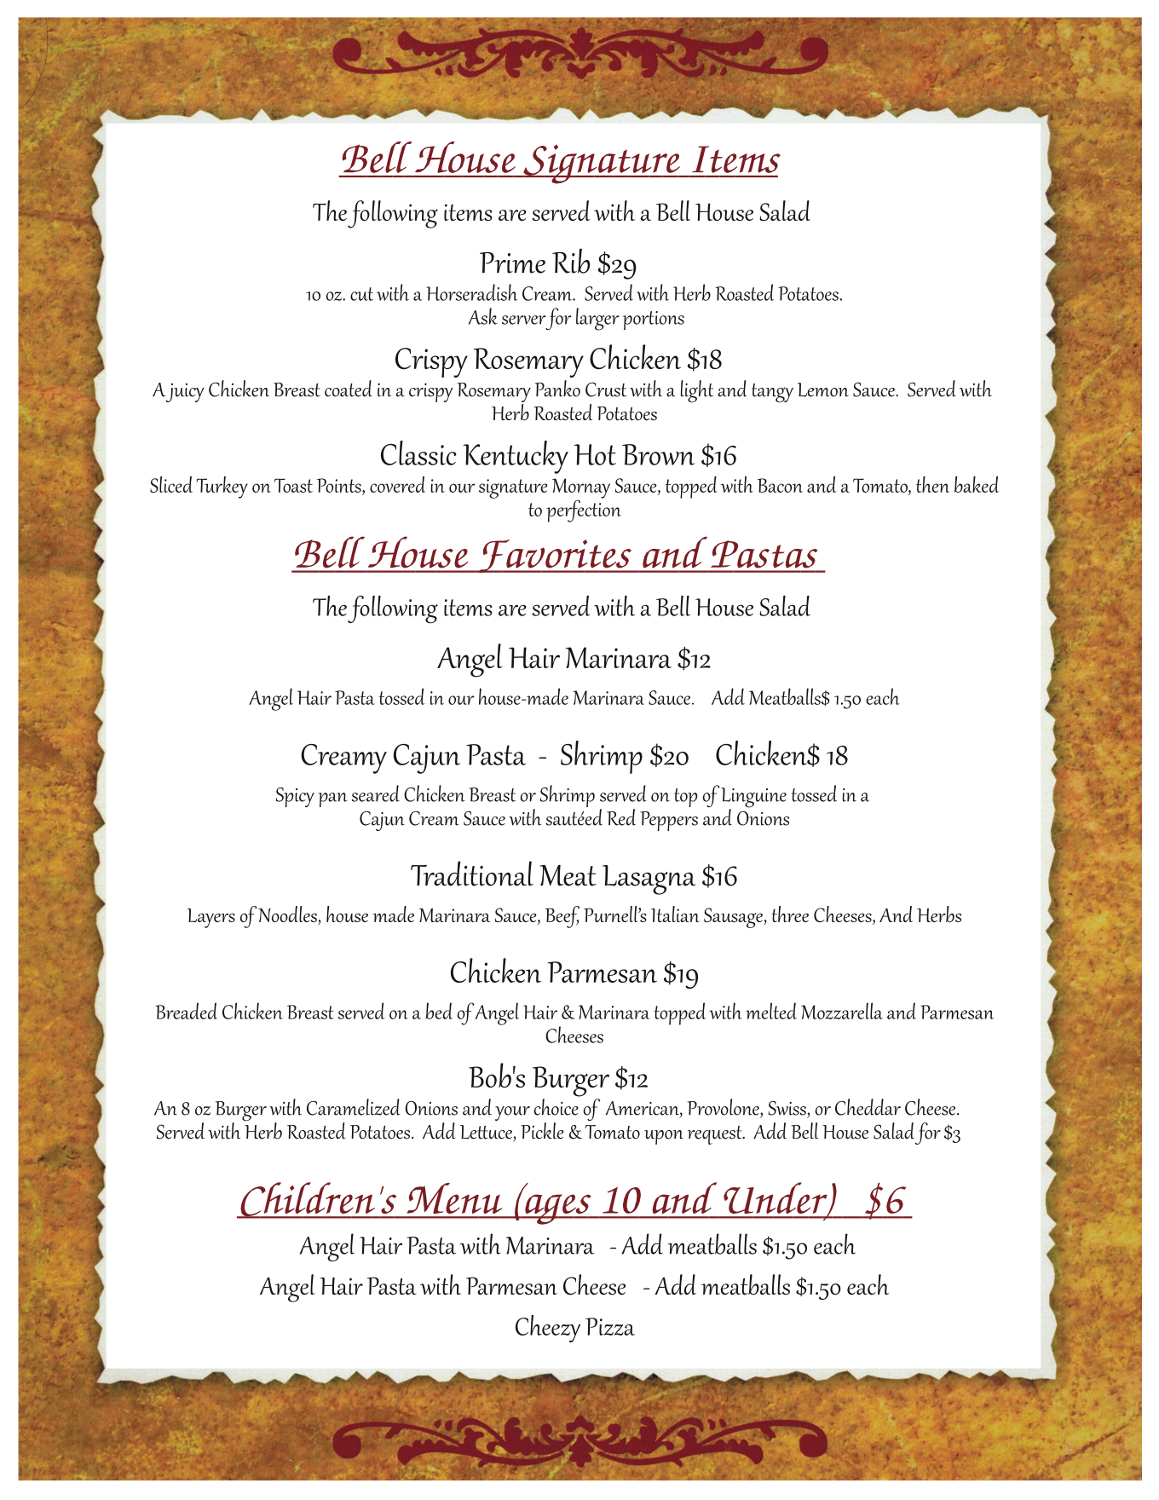 Bell House Signature Items
The following items are served with a Bell House Salad
Prime Rib $29
10 oz. cut with a Horseradish Cream.  Served with Herb Roasted Potatoes.
Ask server for larger portions
Crispy Rosemary Chicken $18
A juicy Chicken Breast coated in a crispy Rosemary Panko Crust with a light and tangy Lemon Sauce.  Served with
Herb Roasted Potatoes
Classic Kentucky Hot Brown $16
Sliced Turkey on Toast Points, covered in our signature Mornay Sauce, topped with Bacon and a Tomato, then baked
to perfection
Bell House Favorites and Pastas
The following items are served with a Bell House Salad
Angel Hair Marinara $12
Angel Hair Pasta tossed in our house-made Marinara Sauce.    Add Meatballs$ 1.50 each
Creamy Cajun Pasta  -  Shrimp $20    Chicken$ 18
Spicy pan seared Chicken Breast or Shrimp served on top of Linguine tossed in a
Cajun Cream Sauce with sautéed Red Peppers and Onions
Traditional Meat Lasagna $16
Layers of Noodles, house made Marinara Sauce, Beef, Purnell's Italian Sausage, three Cheeses, And Herbs
Chicken Parmesan $19
Breaded Chicken Breast served on a bed of Angel Hair & Marinara topped with melted Mozzarella and Parmesan
Cheeses
Bob's Burger $12
An 8 oz Burger with Caramelized Onions and your choice of  American, Provolone, Swiss, or Cheddar Cheese.
Served with Herb Roasted Potatoes.  Add Lettuce, Pickle & Tomato upon request.  Add Bell House Salad for $3
Children's Menu (ages 10 and Under)   $6
Angel Hair Pasta with Marinara   - Add meatballs $1.50 each
Angel Hair Pasta with Parmesan Cheese   - Add meatballs $1.50 each
Cheezy Pizza